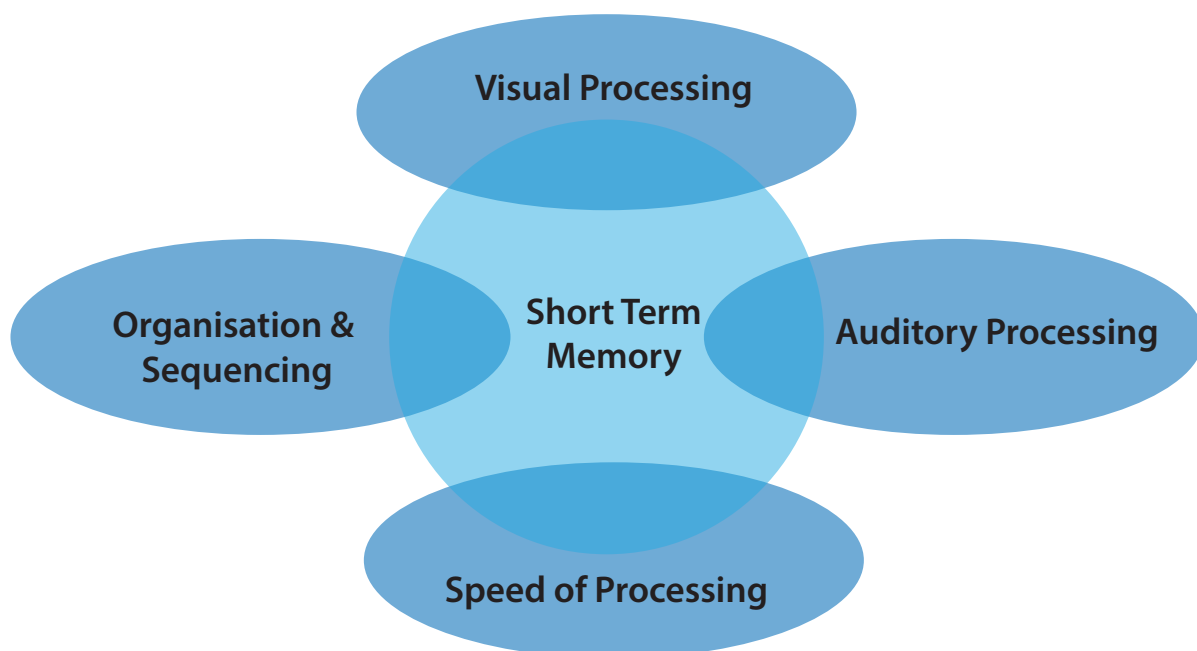 Visual Processing
Organisation &
Sequencing
Short Term
Memory
Auditory Processing
Speed of Processing